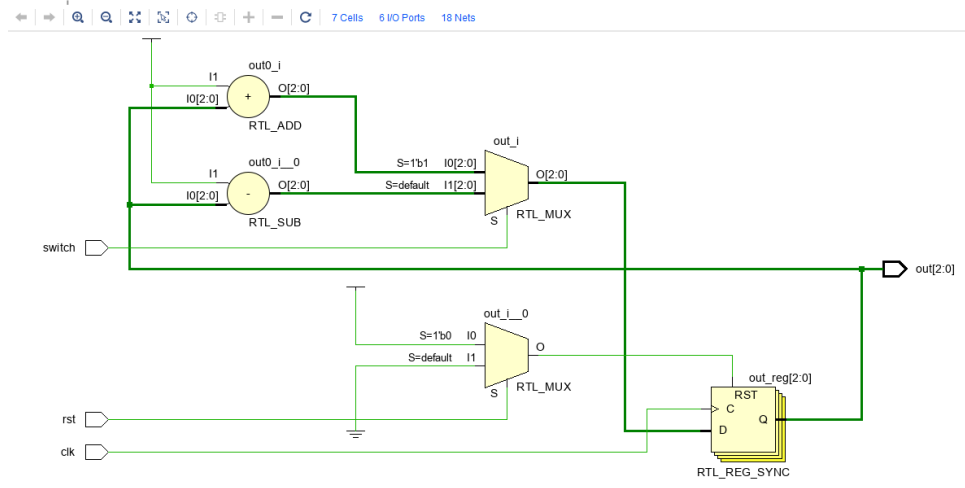 7 Cells 6 I/O Ports 18 Nets
out0_i
I1
O[2:0]
I0[2:0]
+
RTL_ADD
out_i
out0_i__0
S=1'b1 I0[2:0]
I1
O[2:0]
S=default I1[2:0]
O[2:0]
I0[2:0]
-
S
RTL_MUX
RTL_SUB
switch
out[2:0]
out_i__0
S=1'b0 I0
O
S=default I1
out_reg[2:0]
S
RTL_MUX
RST
C
rst
Q
D
clk
RTL_REG_SYNC